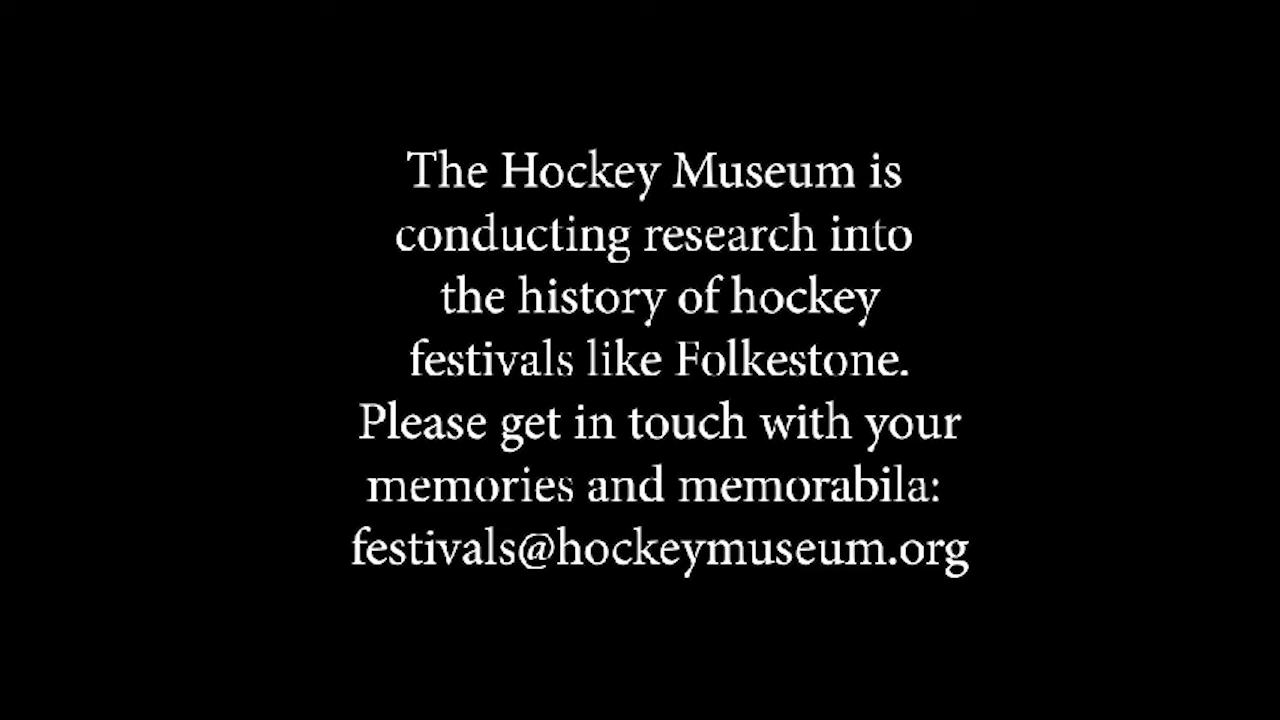 The Hockey Museum is
conducting research into
the history of hockey
festivals like Folkestone.
Please get in touch with your
memories and memorabila:
festivals@hockeymuseum.org